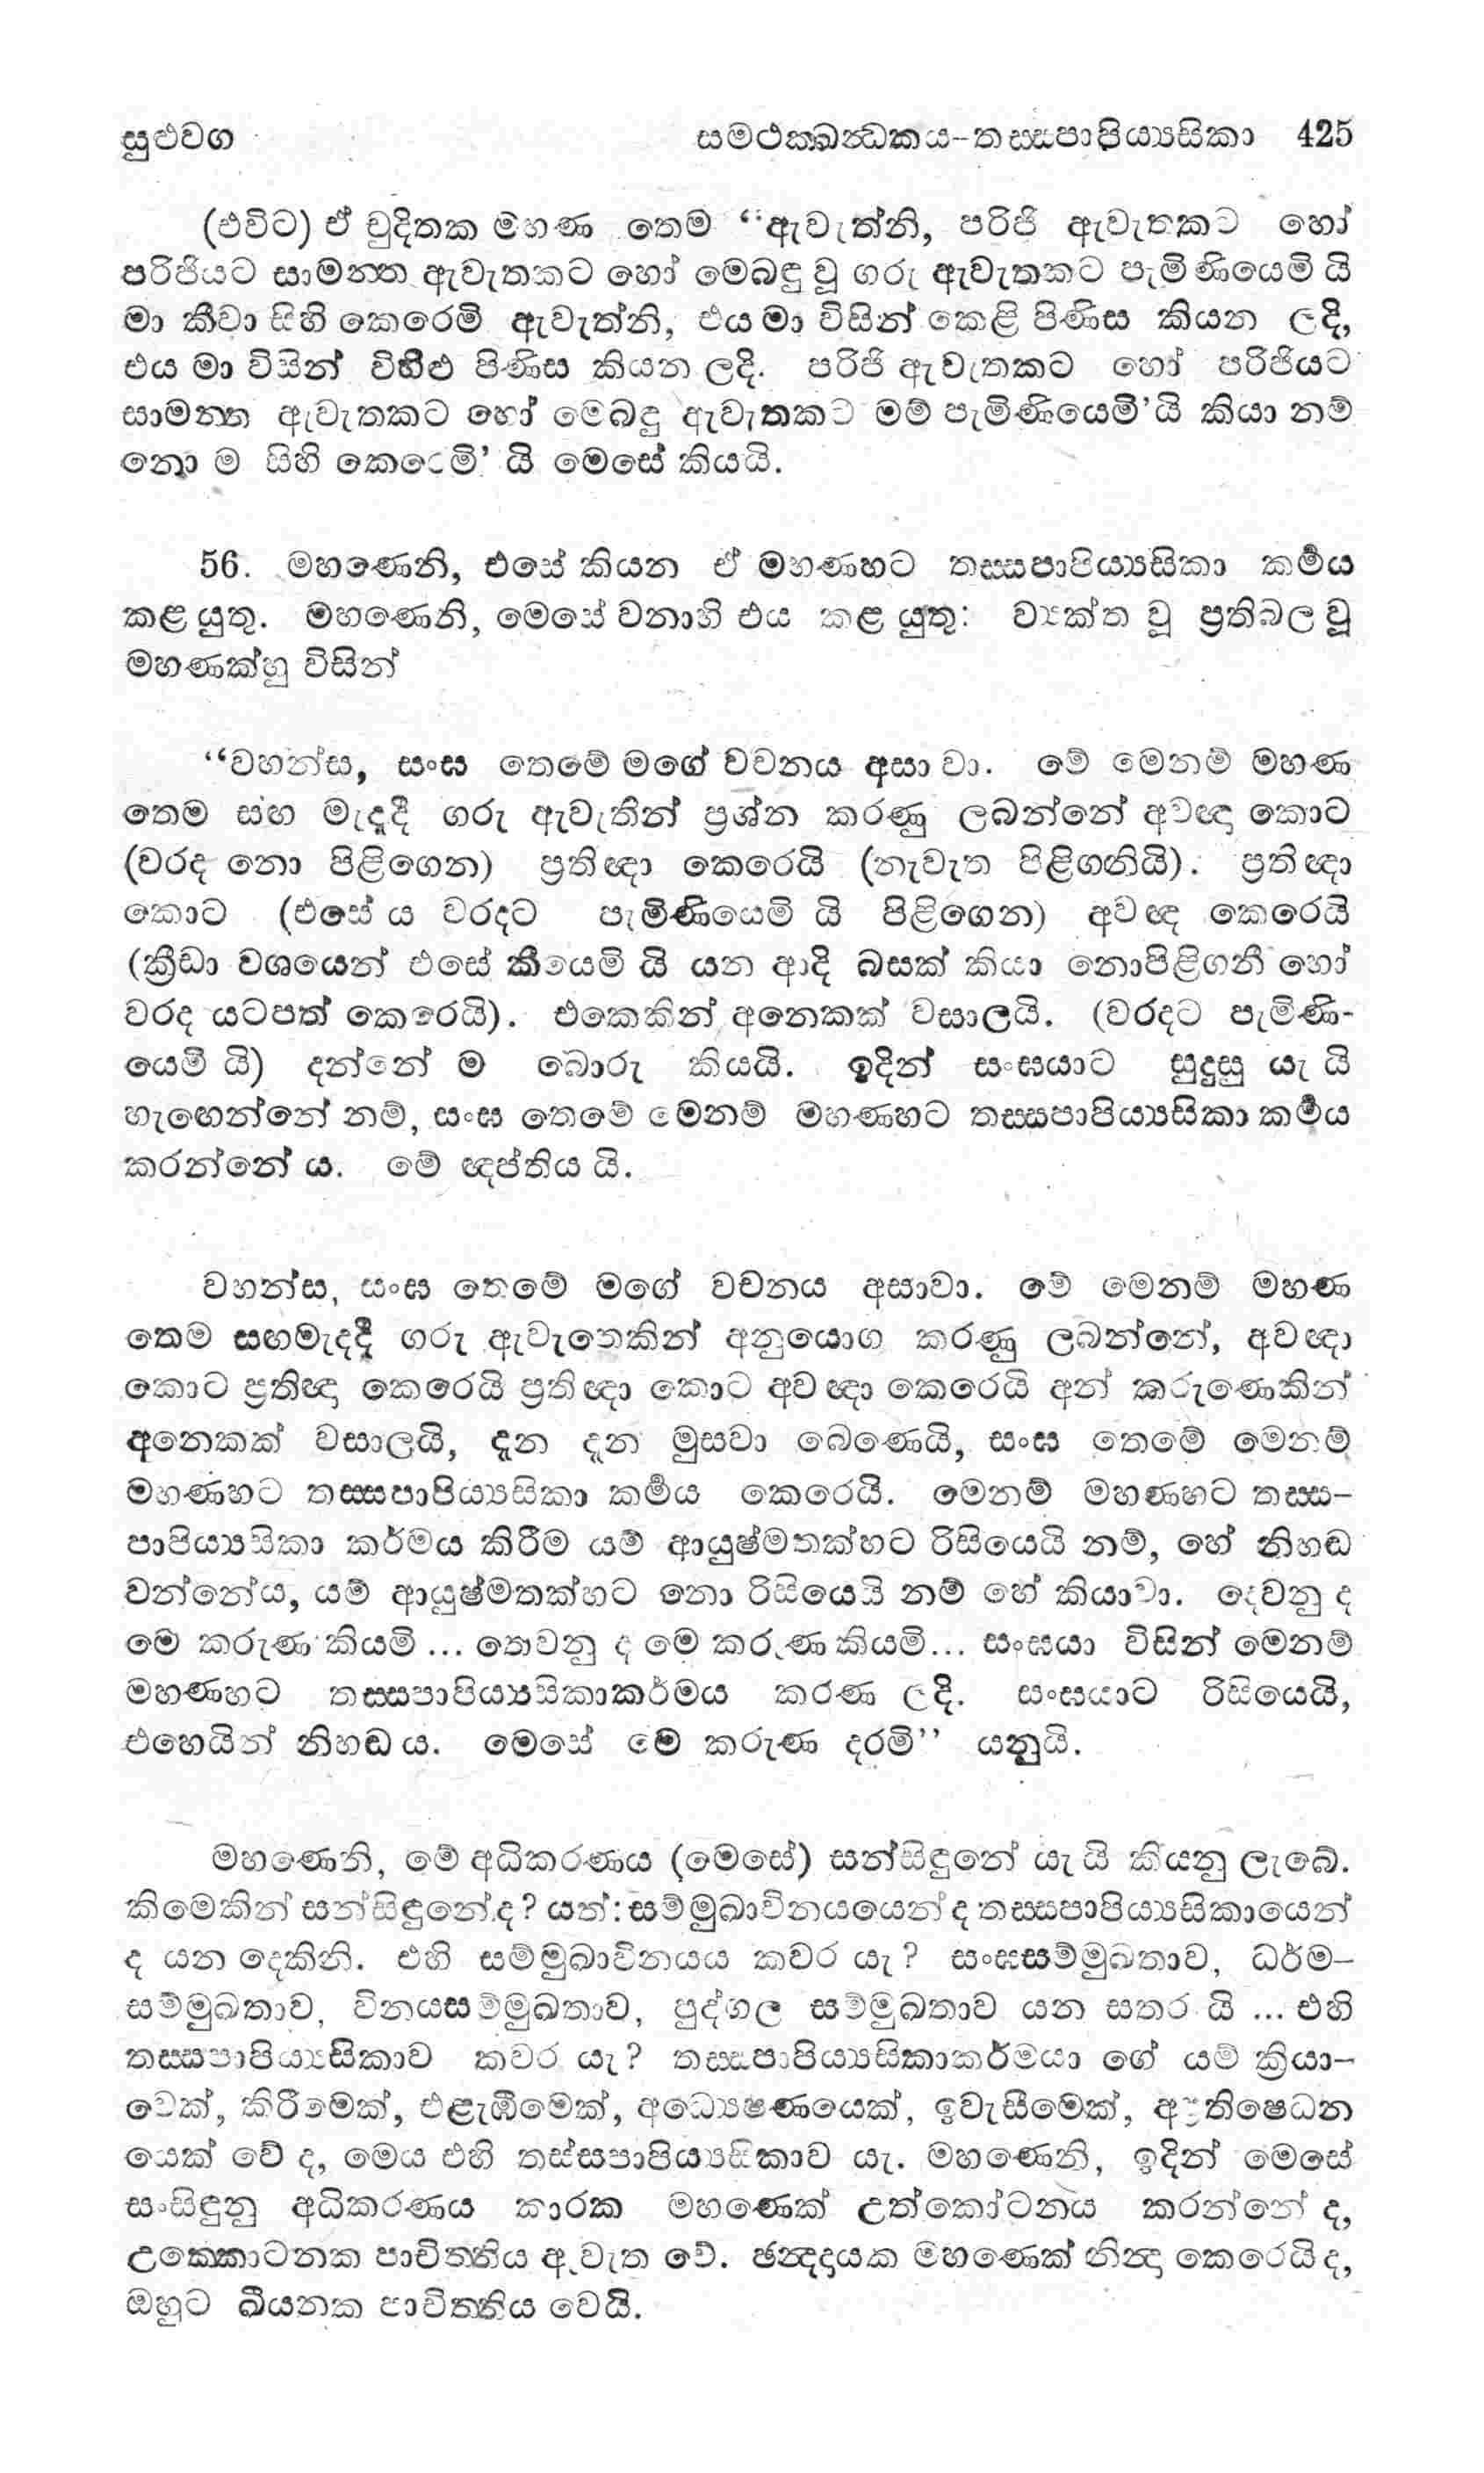 සුළුවග සමථක්ඛන්ධකය-තස්සපාපිය්‍යසිකා 425
(එවිට) ඒ චුදිතක මහණ තෙම “ඇවැත්නි, පරිජි ඇවැතකට හෝ
පරිජියට සාමන්ත ඇවැතකට හෝ මෙබඳු වූ ගරු ඇවැතකට පැමිණියෙමි යි
මා කීවා සිහි කෙරෙමි ඇවැත්නි, එය මා විසින් කෙළි පිණිස කියන ලදි,
එය මා විසින් විහිළු පිණිස කියන ලදි. පරිජි ඇවැතකට හෝ පරිජියට
සාමන්ත ඇවැතකට හෝ මෙබඳු ඇවැතකට මම් පැමිණියෙමි’යි කියා නම්
නො ම සිහි කෙරෙමි’ යි මෙසේ කියයි.
56. මහණෙනි, එසේ කියන ඒ මහණහට තස්සපාපිය්‍යසිකා කර්‍මය
කළ යුතු. මහණෙනි, මෙසේ වනාහි එය කළ යුතු: ව්‍යක්ත වූ ප්‍රතිබල වූ
මහණක්හු විසින්
“වහන්ස, සංඝ තෙමේ මගේ වචනය අසා වා. මේ මෙනම් මහණ
තෙම සඟ මැදුදී ගරු ඇවැතින් ප්‍රශ්න කරණු ලබන්නේ අවඥා කොට
(වරද නො පිළිගෙන) ප්‍රතිඥා කෙරෙයි (නැවැත පිළිගනියි). ප්‍රතිඥා
කොට (එසේ ය වරදට පැමිණියෙමි යි පිළිගෙන) අවඥ කෙරෙයි
(ක්‍රීඩා වශයෙන් එසේ කීයෙමි යි යන ආදි බසක් කියා නොපිළිගනී හෝ
වරද යටපත් කෙරෙයි). එකෙකින් අනෙකක් වසාලයි. (වරදට පැමිණි-
යෙමි යි) දන්නේ ම බොරු කියයි. ඉදින් සංඝයාට සුදුසු යැ යි
හැඟෙන්නේ නම්, සංඝ තෙමේ මෙනම් මහණහට තස්සපාපිය්‍යසිකා කර්‍මය
කරන්නේ ය. මේ ඥප්තිය යි.
වහන්ස, සංඝ තෙමේ මගේ වචනය අසාවා. මේ මෙනම් මහණ
තෙම සඟමැදදී ගරු ඇවැතෙකින් අනුයොග කරණු ලබන්නේ, අවඥා
කොට ප්‍රතිඥා කෙරෙයි ප්‍රතිඥා කොට අවඥා කෙරෙයි අන් කරුණෙකින්
අනෙකක් වසාලයි, දැන දැන මුසවා බෙණෙයි, සංඝ තෙමේ මෙනම්
මහණහට තස්සපාපිය්‍යසිකා කර්‍මය කෙරෙයි. මෙනම් මහණහට තස්ස-
පාපිය්‍යසිකා කර්මය කිරීම යම් ආයුෂ්මතක්හට රිසියෙයි නම්, හේ නිහඬ
වන්නේය, යම් ආයුෂ්මතක්හට නො රිසියෙයි නම් හේ කියාවා. දෙවනු ද
මෙ කරුණ කියමි ... තෙවනු ද මෙ කරුණ කියමි... සංඝයා විසින් මෙනම්
මහණහට තස්සපාපිය්‍යසිකාකර්මය කරණ ලදි. සංඝයාට රිසියෙයි,
එහෙයින් නිහඬ ය. මෙසේ මෙ කරුණ දරමි” යනුයි.
මහණෙනි, මේ අධිකරණය (මෙසේ) සන්සිඳුනේ යැ යි කියනු ලැබේ.
කිමෙකින් සන්සිඳුනේද? යත්: සම්මුඛාවිනයයෙන් ද තස්සපාපිය්‍යසිකායෙන්
ද යන දෙකිනි. එහි සම්මුඛාවිනයය කවර යැ? සංඝසම්මුඛතාව, ධර්ම-
සම්මුඛතාව, විනයසම්මුඛතාව, පුද්ගල සම්මුඛතාව යන සතර යි ... එහි
තස්සපාපිය්‍යසිකාව කවර යැ? තස්සපාපිය්‍යසිකාකර්මයා ගේ යම් ක්‍රියා-
වෙක්, කිරීමෙක්, එළැඹීමෙක්, අධ්‍යෙෂණයෙක්, ඉවැසීමෙක්, අප්‍රතිෂෙධන
යෙක් වේ ද, මෙය එහි තස්සපාපිය්‍යසිකාව යැ. මහණෙනි, ඉදින් මෙසේ
සංසිඳුනු අධිකරණය කාරක මහණෙක් උත්කෝටනය කරන්නේ ද,
උක්කොටනක පාචිත්තිය ඇවැත වේ. ඡන්දදායක මහණෙක් නින්දා කෙරෙයි ද,
ඔහුට ඛීයනක පාචිත්තිය වෙයි.